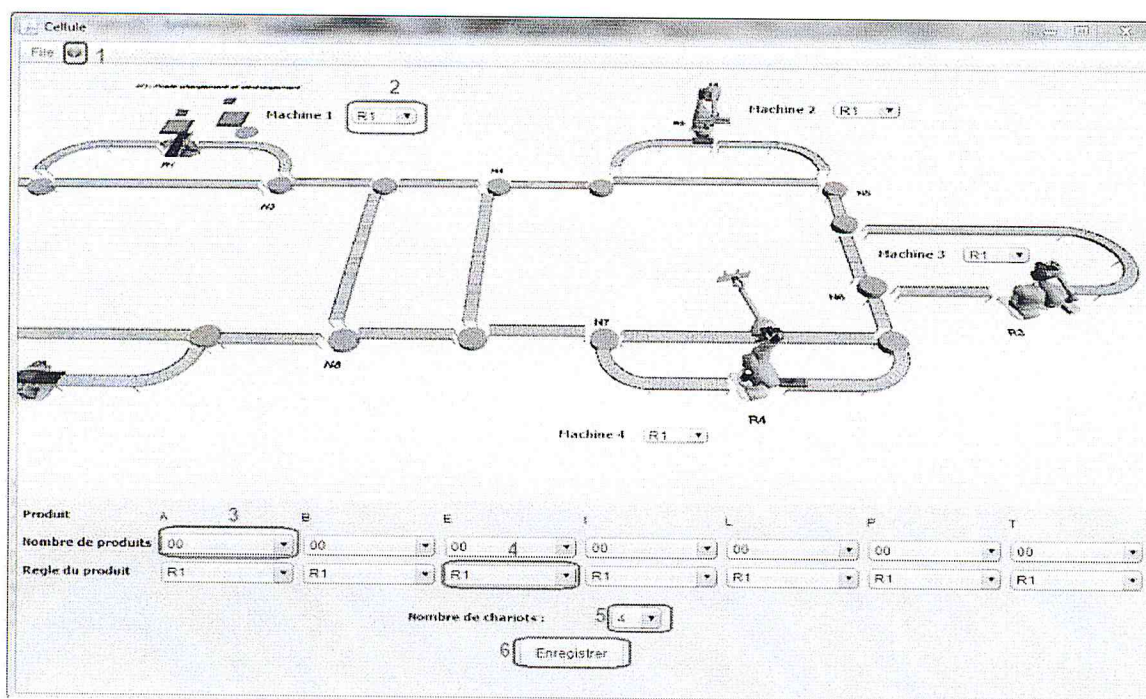 Cellule
File 1
2
Machine 1 R1
Machine 2 R1
N4
N3
N5
Machine 3 R1
N6
N7
R3
N8
R4
Machine 4 R1
Produit A 3 B E I L P T
Nombre de produits 00 00 00 4 00 00 00 00
Regle du produit R1 R1 R1 R1 R1 R1 R1
Nombre de chariots : 5 4
6 Enregistrer